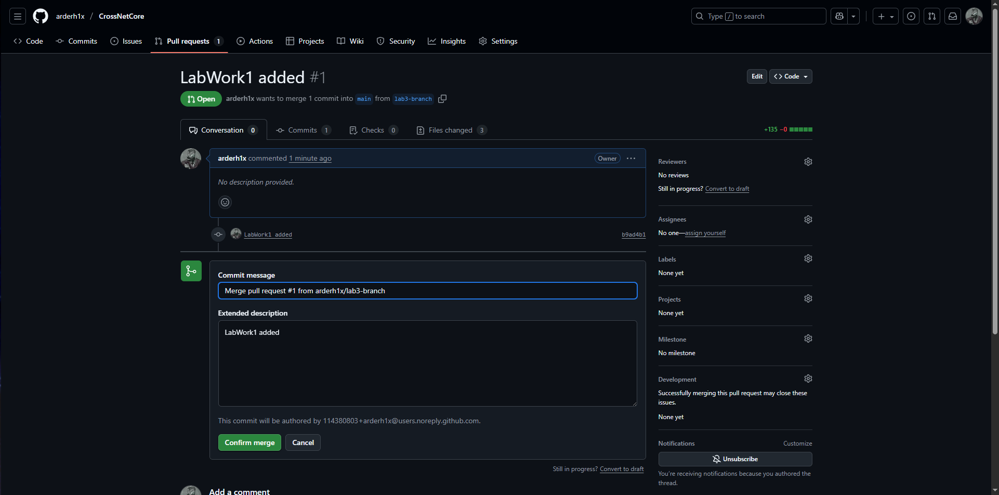 arderh1x / CrossNetCore
Type / to search
Code
Commits
Issues
Pull requests 1
Actions
Projects
Wiki
Security
Insights
Settings
LabWork1 added #1
Edit
<> Code
Open
arderh1x wants to merge 1 commit into main from lab3-branch
Conversation 0
Commits 1
Checks 0
Files changed 3
+135 −0
arderh1x commented 1 minute ago
Owner
No description provided.
LabWork1 added
b9ad4b1
Commit message
Merge pull request #1 from arderh1x/lab3-branch
Extended description
LabWork1 added
This commit will be authored by 114380803+arderh1x@users.noreply.github.com.
Confirm merge
Cancel
Still in progress? Convert to draft
Add a comment
Reviewers
No reviews
Still in progress? Convert to draft
Assignees
No one—assign yourself
Labels
None yet
Projects
None yet
Milestone
No milestone
Development
Successfully merging this pull request may close these
issues.
None yet
Notifications
Customize
Unsubscribe
You're receiving notifications because you authored the
thread.